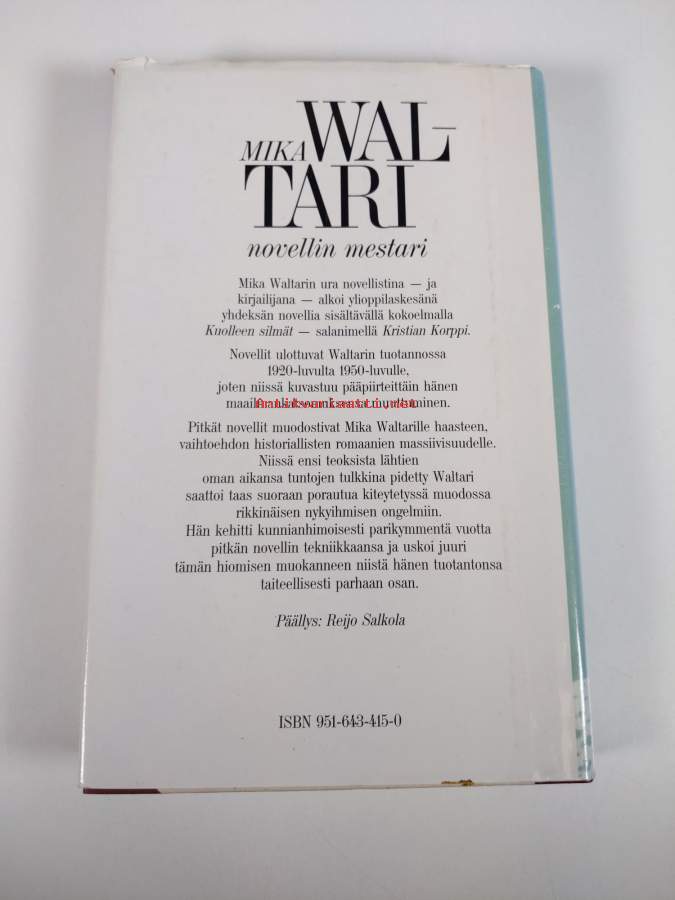 MIKA WAL-
TARI
novellin mestari
Mika Waltarin ura novellistina — ja
kirjailijana — alkoi ylioppilaskesänä
yhdeksän novellia sisältävällä kokoelmalla
Kuolleen silmät — salanimellä Kristian Korppi.
Novellit ulottuvat Waltarin tuotannossa
1920-luvulta 1950-luvulle,
joten niissä kuvastuu pääpiirteittäin hänen
muuttuminen.
Pitkät novellit muodostivat Mika Waltarille haasteen,
vaihtoehdon historiallisten romaanien massiivisuudelle.
Niissä ensi teoksista lähtien
oman aikansa tuntojen tulkkina pidetty Waltari
saattoi taas suoraan porautua kiteytetyssä muodossa
rikkinäisen nykyihmisen ongelmiin.
Hän kehitti kunnianhimoisesti parikymmentä vuotta
pitkän novellin tekniikkaansa ja uskoi juuri
tämän hiomisen muokanneen niistä hänen tuotantonsa
taiteellisesti parhaan osan.
Päällys: Reijo Salkola
ISBN 951-643-415-0